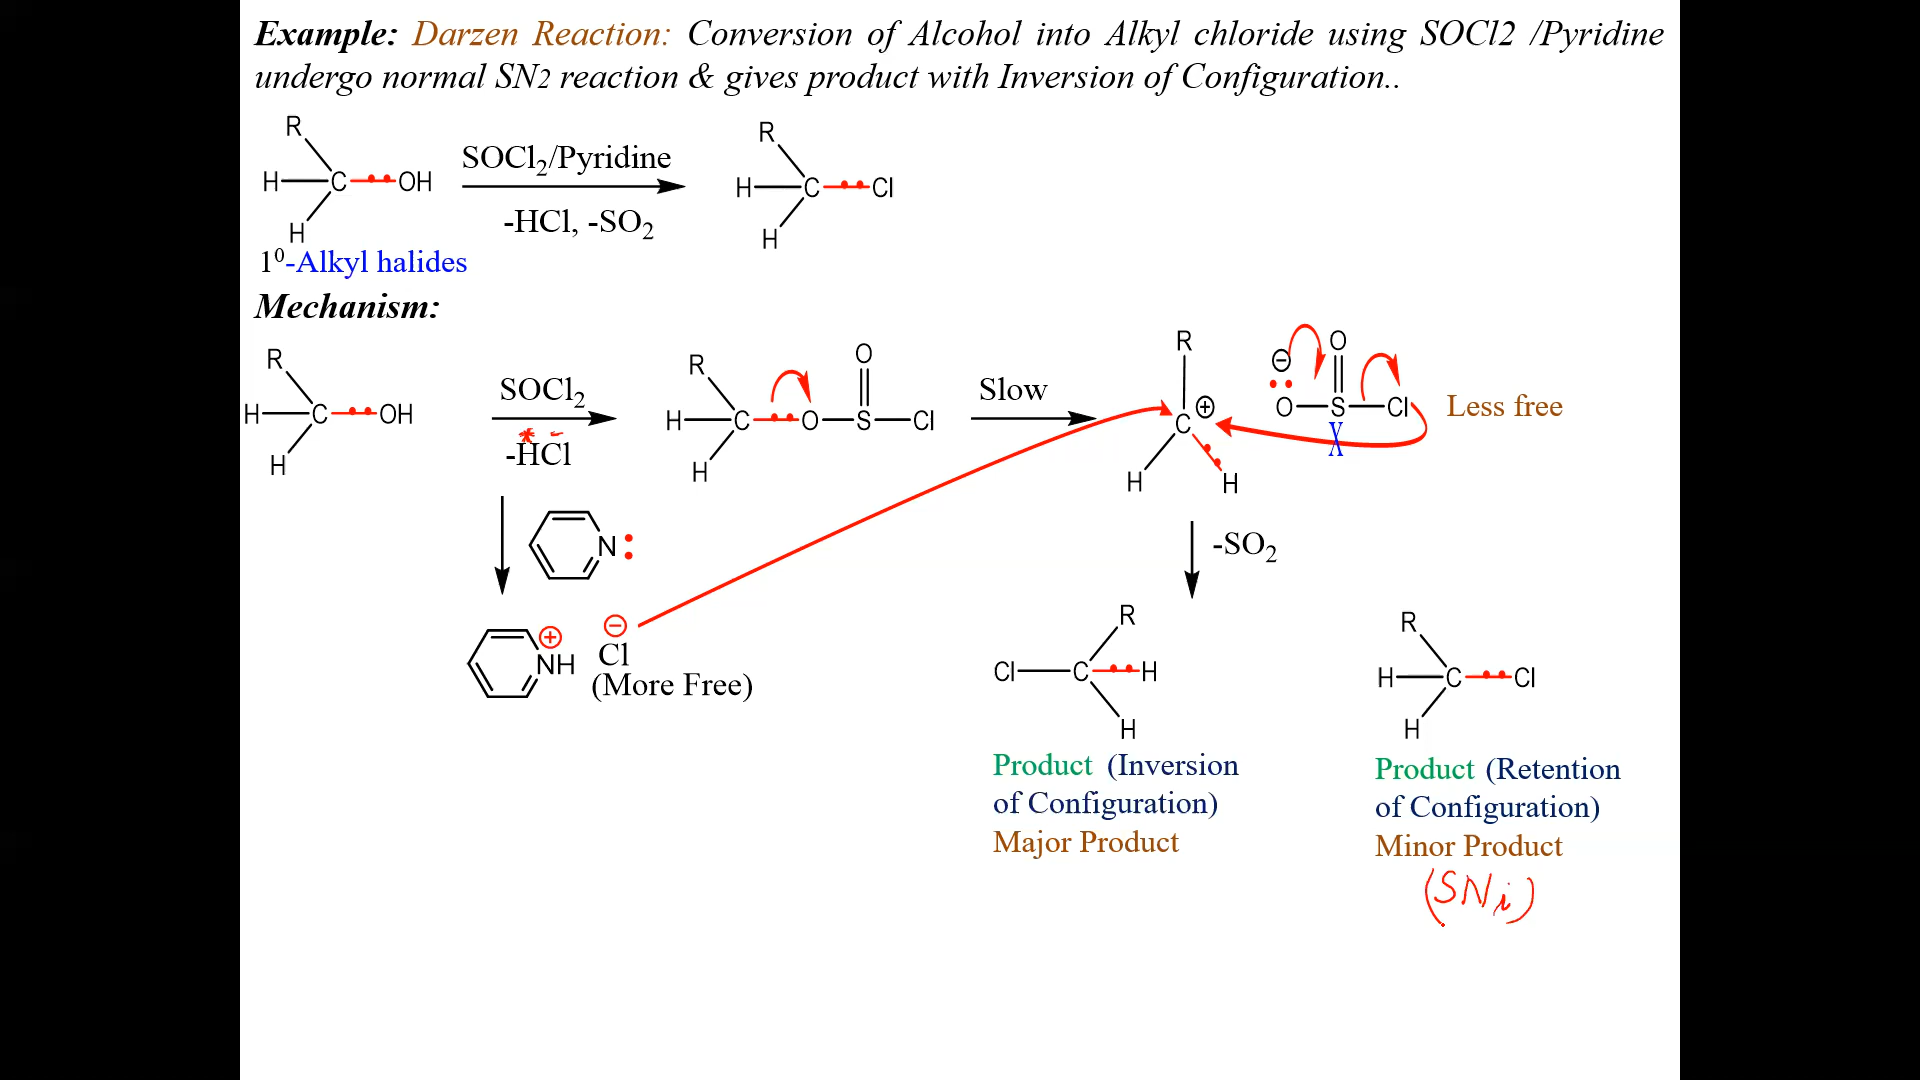 Example: Darzen Reaction: Conversion of Alcohol into Alkyl chloride using SOCl2 /Pyridine
undergo normal SN2 reaction & gives product with Inversion of Configuration..
R
H C OH
H
SOCl2/Pyridine
-HCl, -SO2
R
H C Cl
H
1⁰-Alkyl halides
Mechanism:
R
H C OH
H
SOCl2
* -
-HCl
R O
H C O S Cl
H
Slow
R
C ⊕
H H
⊖ O
O S Cl
X
Less free
N
-SO2
⊕
NH
⊖
Cl
(More Free)
R
Cl C H
H
R
H C Cl
H
Product (Inversion
of Configuration)
Major Product
Product (Retention
of Configuration)
Minor Product
(SNi)